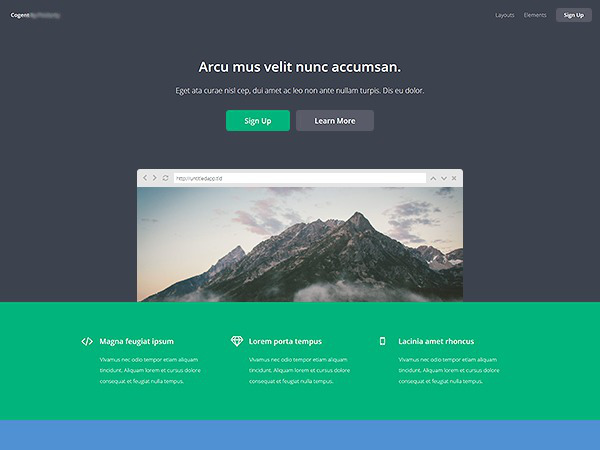 Cogent
Layouts
Elements
Sign Up
Arcu mus velit nunc accumsan.
Eget ata curae nisl cep, dui amet ac leo non ante nullam turpis. Dis eu dolor.
Sign Up
Learn More
http://untitledapp.tld
Magna feugiat ipsum
Vivamus nec odio tempor etiam aliquam
tincidunt. Aliquam lorem et cursus dolore
consequat et feugiat nulla tempus.
Lorem porta tempus
Vivamus nec odio tempor etiam aliquam
tincidunt. Aliquam lorem et cursus dolore
consequat et feugiat nulla tempus.
Lacinia amet rhoncus
Vivamus nec odio tempor etiam aliquam
tincidunt. Aliquam lorem et cursus dolore
consequat et feugiat nulla tempus.